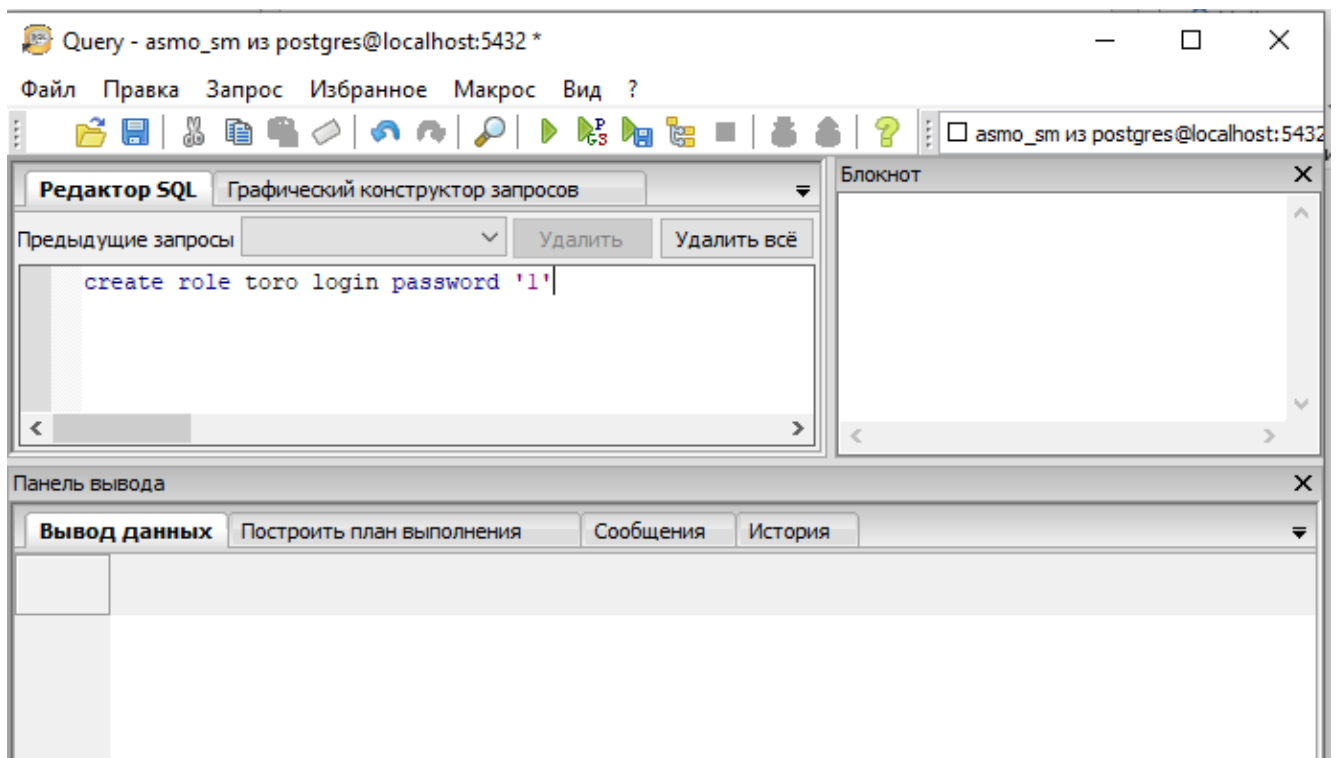 Query - asmo_sm из postgres@localhost:5432 *
Файл Правка Запрос Избранное Макрос Вид ?
asmo_sm из postgres@localhost:5432
Редактор SQL Графический конструктор запросов
Блокнот
Предыдущие запросы Удалить Удалить всё
create role toro login password '1'
Панель вывода
Вывод данных Построить план выполнения Сообщения История